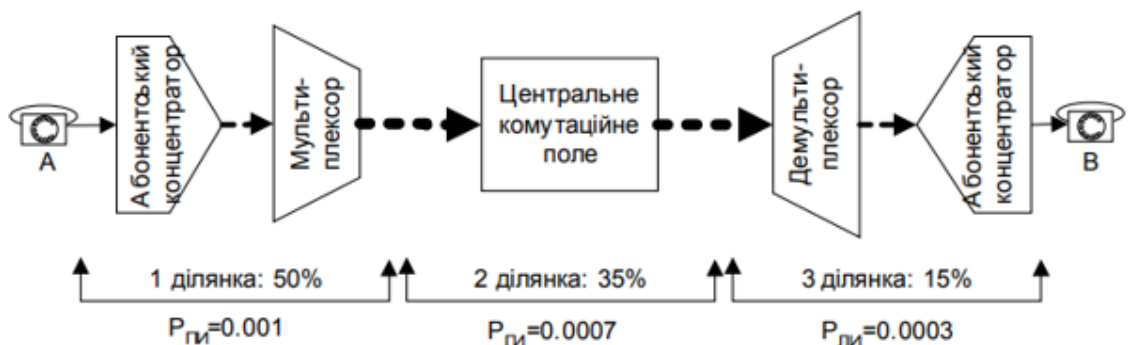 А
Абонентський
концентратор
Мульти-
плексор
Центральне
комутаційне
поле
Демульти-
плексор
Абонентський
концентратор
В
1 ділянка: 50%
2 ділянка: 35%
3 ділянка: 15%
Pпи=0.001
Pпи=0.0007
Pпи=0.0003